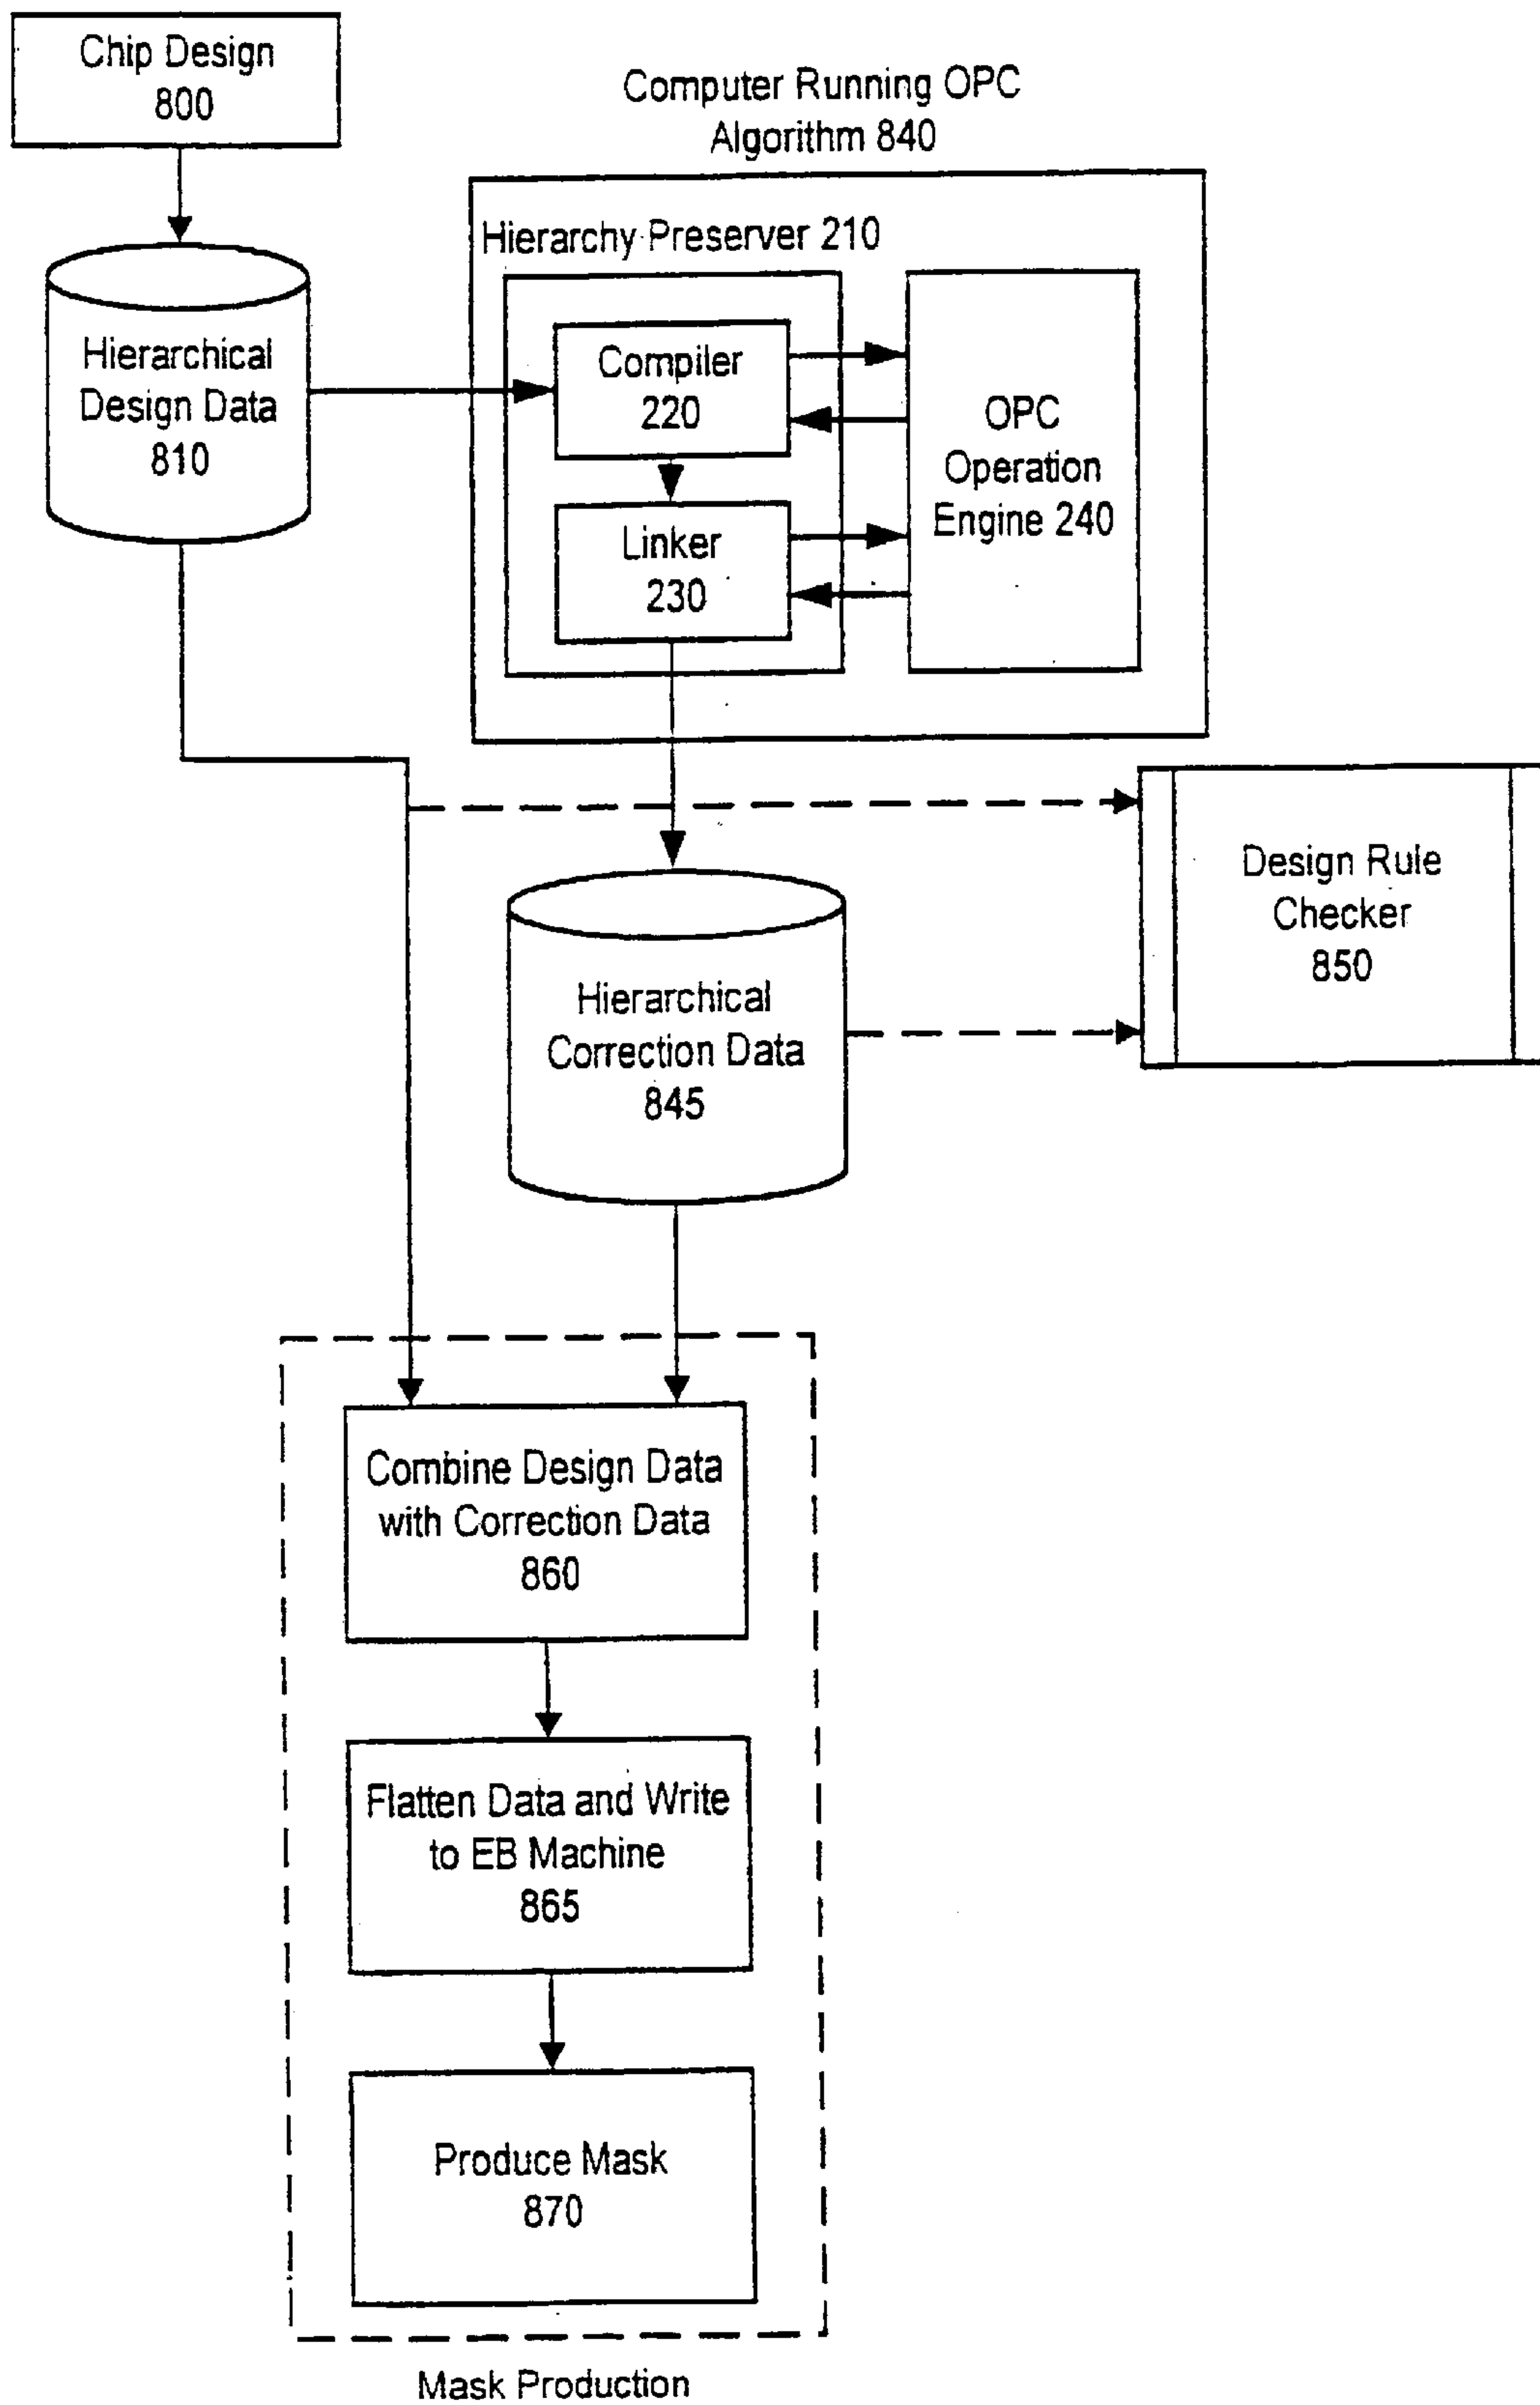 Chip Design
800
Computer Running OPC
Algorithm 840
Hierarchy Preserver 210
Hierarchical
Design Data
810
Compiler
220
OPC
Operation
Engine 240
Linker
230
Design Rule
Checker
850
Hierarchical
Correction Data
845
Combine Design Data
with Correction Data
860
Flatten Data and Write
to EB Machine
865
Produce Mask
870
Mask Production